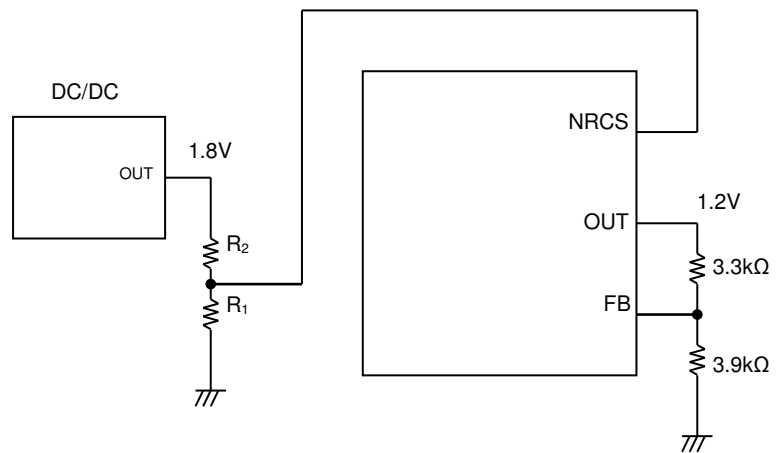 DC/DC
OUT
1.8V
R₂
R₁
NRCS
OUT
1.2V
3.3kΩ
FB
3.9kΩ